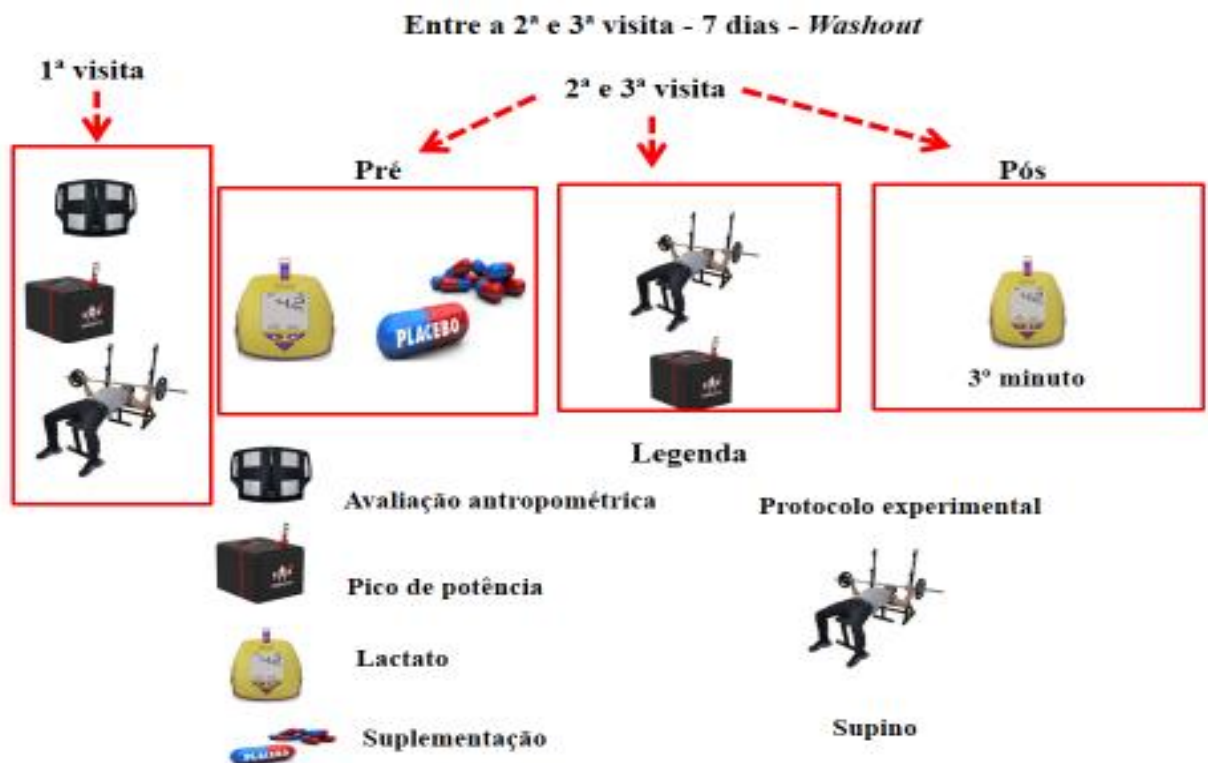 Entre a 2ª e 3ª visita - 7 dias - Washout
1ª visita
2ª e 3ª visita
Pré
Pós
PLACEBO
3º minuto
Legenda
Avaliação antropométrica
Protocolo experimental
Pico de potência
Lactato
Suplementação
Supino
PLACEBO